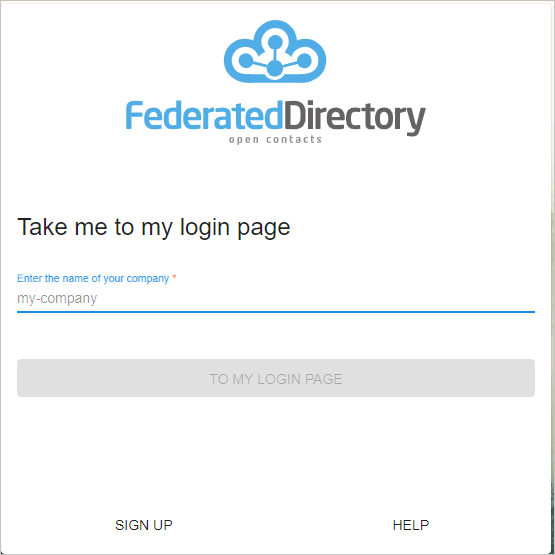 FederatedDirectory
open contacts
Take me to my login page
Enter the name of your company *
my-company
TO MY LOGIN PAGE
SIGN UP HELP